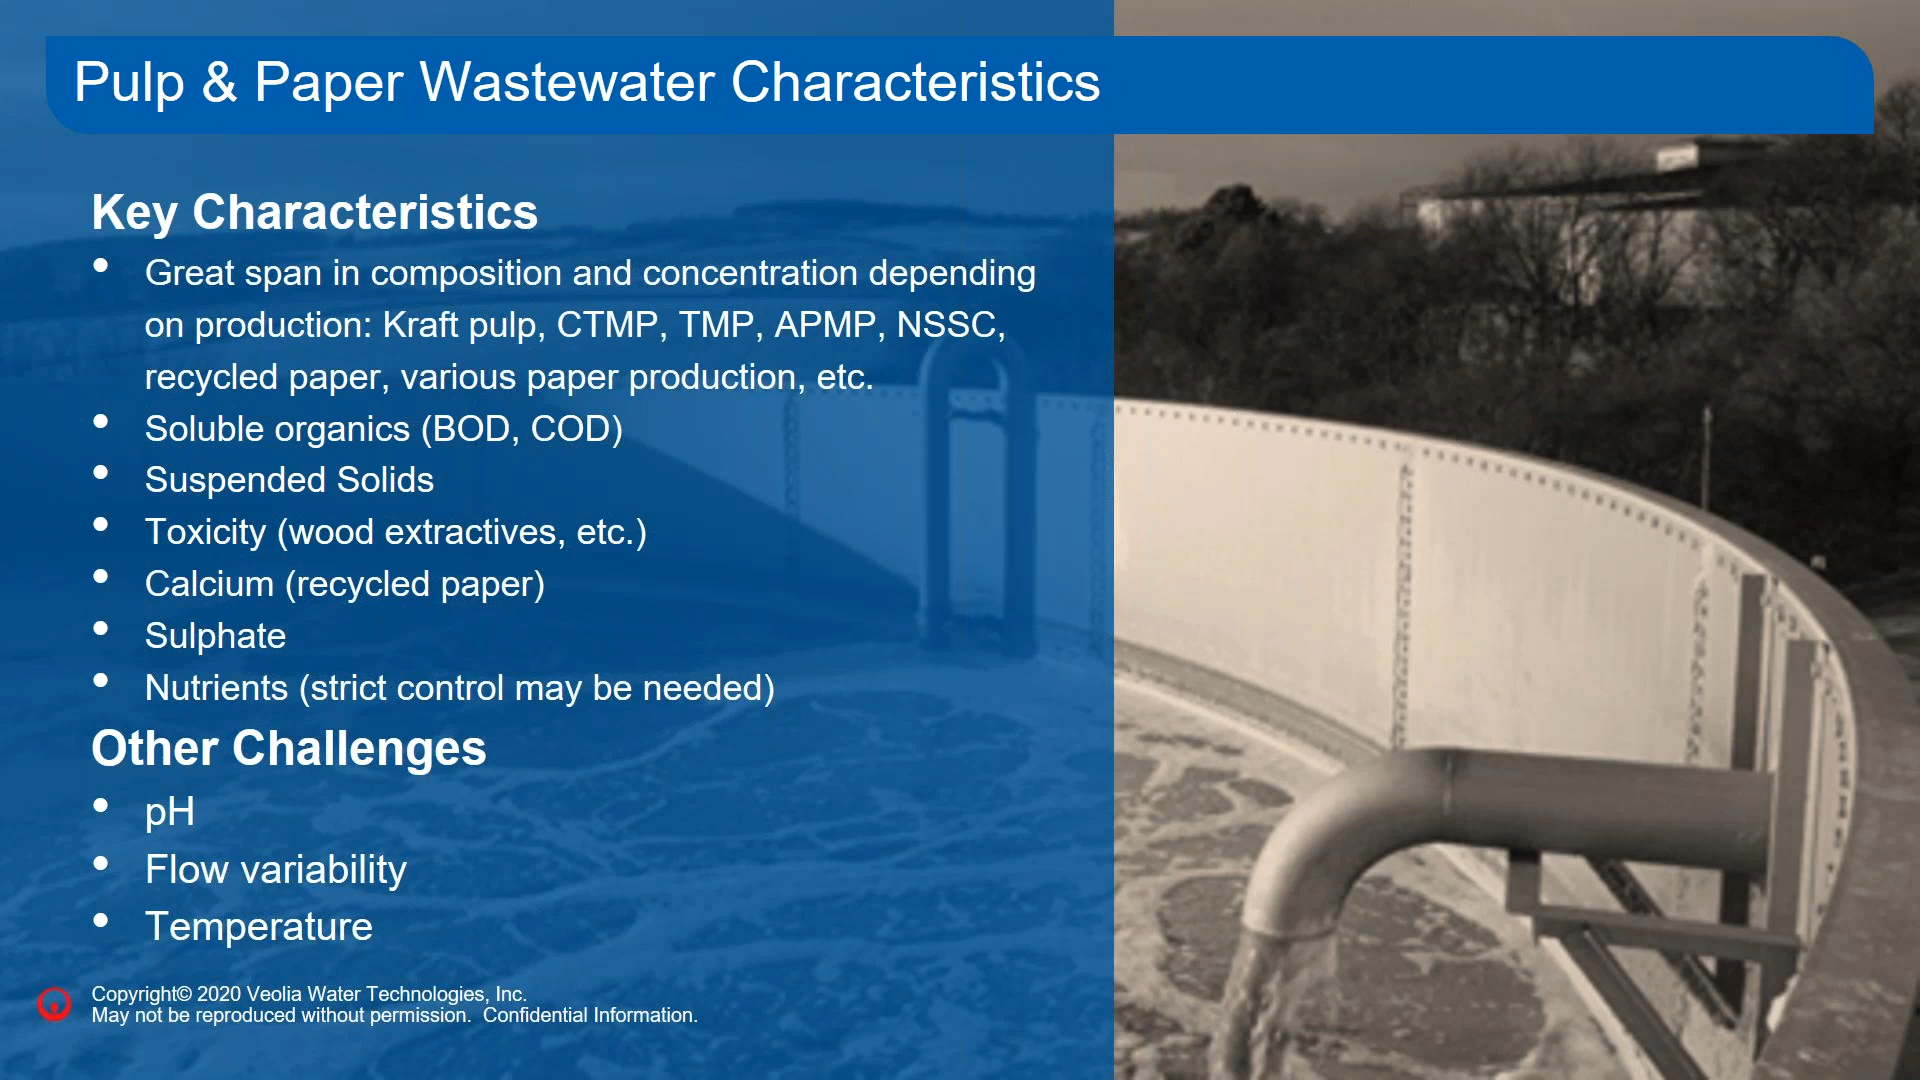 Pulp & Paper Wastewater Characteristics
Key Characteristics
• Great span in composition and concentration depending
on production: Kraft pulp, CTMP, TMP, APMP, NSSC,
recycled paper, various paper production, etc.
• Soluble organics (BOD, COD)
• Suspended Solids
• Toxicity (wood extractives, etc.)
• Calcium (recycled paper)
• Sulphate
• Nutrients (strict control may be needed)
Other Challenges
• pH
• Flow variability
• Temperature
Copyright© 2020 Veolia Water Technologies, Inc.
May not be reproduced without permission.  Confidential Information.